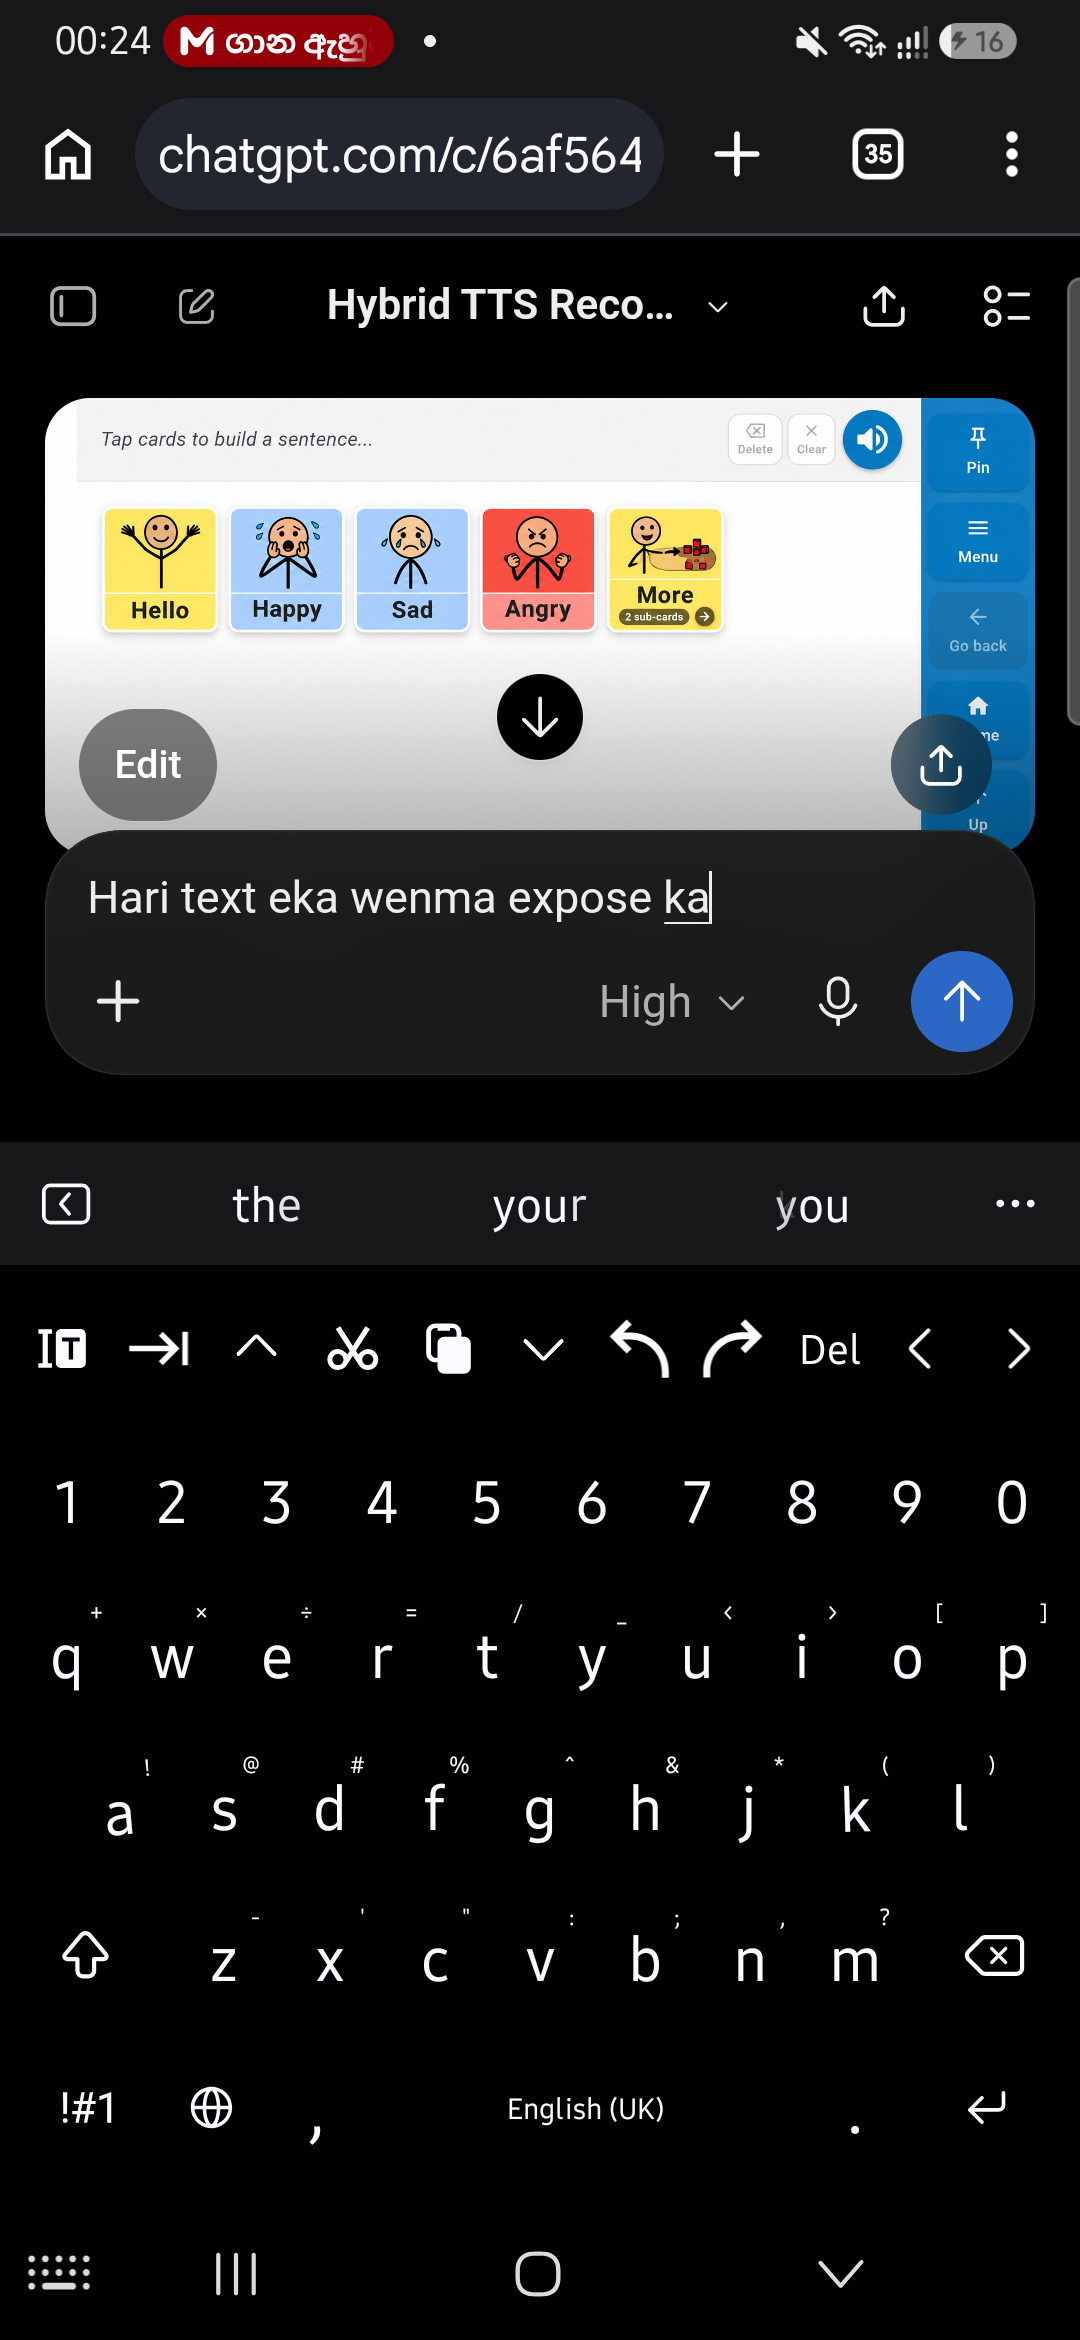 00:24
M ගාන ඇහු
16
chatgpt.com/c/6af564
35
Hybrid TTS Reco...
Tap cards to build a sentence...
Delete
Clear
Pin
Menu
Go back
Up
Hello
Happy
Sad
Angry
More
2 sub-cards
Edit
Hari text eka wenma expose ka
High
the your you
Del
1 2 3 4 5 6 7 8 9 0
+ × ÷ = / _ < > [ ]
q w e r t y u i o p
! @ # % ^ & * ( )
a s d f g h j k l
- ' " : ; , ?
z x c v b n m
!#1 , English (UK) .